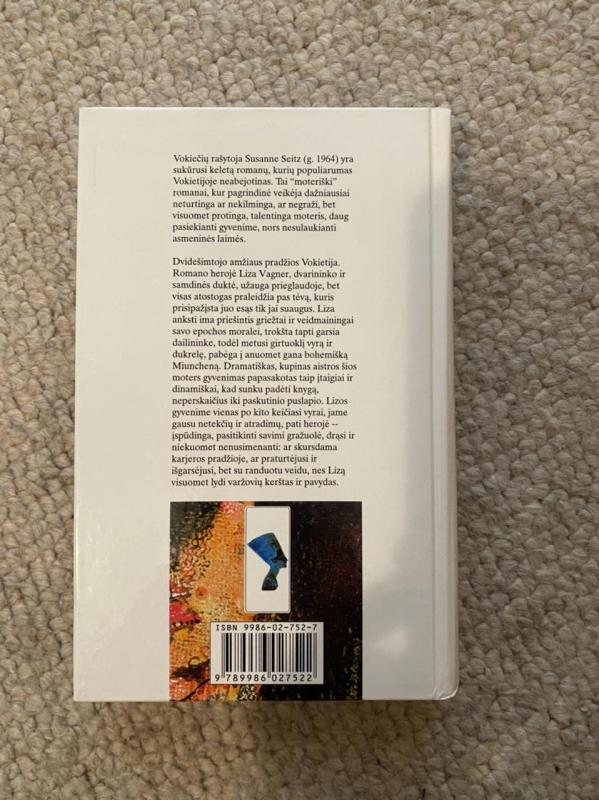 Vokiečių rašytoja Susanne Seitz (g. 1964) yra
sukūrusi keletą romanų, kurių populiarumas
Vokietijoje neabejotinas. Tai “moteriški”
romanai, kur pagrindinė veikėja dažniausiai
neturtinga ar nekilminga, ar negraži, bet
visuomet protinga, talentinga moteris, daug
pasiekianti gyvenime, nors nesulaukianti
asmeninės laimės.
Dvidešimtojo amžiaus pradžios Vokietija.
Romano herojė Liza Vagner, dvarininko ir
samdinės duktė, užauga prieglaudoje, bet
visas atostogas praleidžia pas tėvą, kuris
prisipažįsta juo esąs tik jai suaugus. Liza
anksti ima priešintis griežtai ir veidmainingai
savo epochos moralei, trokšta tapti garsia
dailininke, todėl metusi girtuoklį vyrą ir
dukrelę, pabėga į anuomet gana bohemišką
Miuncheną. Dramatiškas, kupinas aistros šios
moters gyvenimas papasakotas taip įtaigiai ir
dinamiškai, kad sunku padėti knygą,
neperskaičius iki paskutinio puslapio. Lizos
gyvenime vienas po kito keičiasi vyrai, jame
gausu netekčių ir atradimų, pati herojė --
įspūdinga, pasitikinti savimi gražuolė, drąsi ir
niekuomet nenusimenanti: ar skursdama
karjeros pradžioje, ar praturtėjusi ir
išgarsėjusi, bet su randuotu veidu, nes Lizą
visuomet lydi varžovių kerštas ir pavydas.
ISBN 9986-02-752-7
9 789986 027522